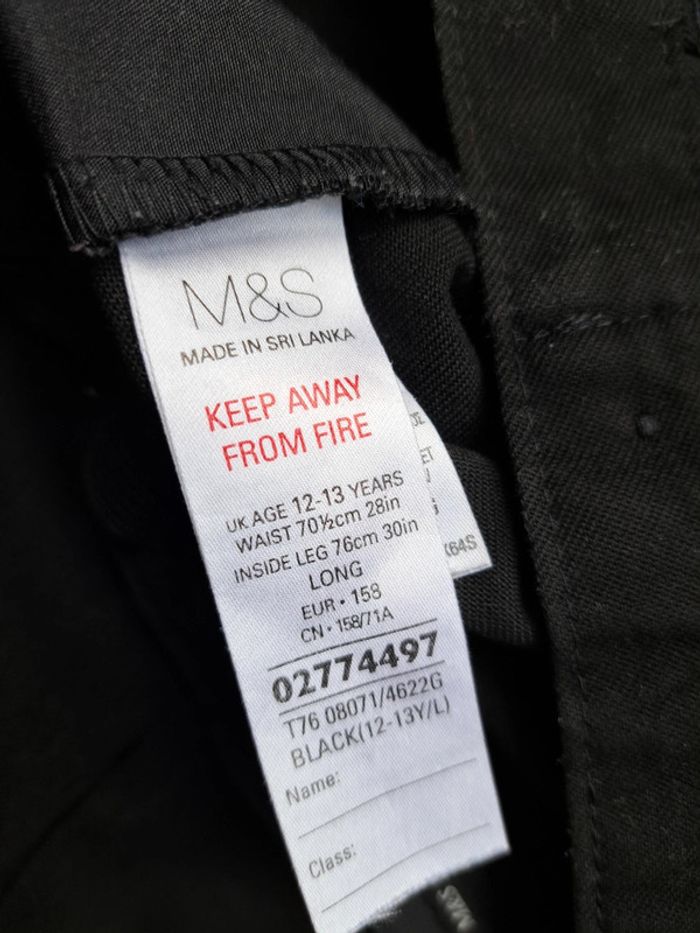 M&S
MADE IN SRI LANKA
KEEP AWAY
FROM FIRE
UK AGE 12-13 YEARS
WAIST 70½cm 28in
INSIDE LEG 76cm 30in
LONG
EUR • 158
CN • 158/71A
02774497
T76 08071/4622G
BLACK(12-13Y/L)
Name:
Class:
M&S